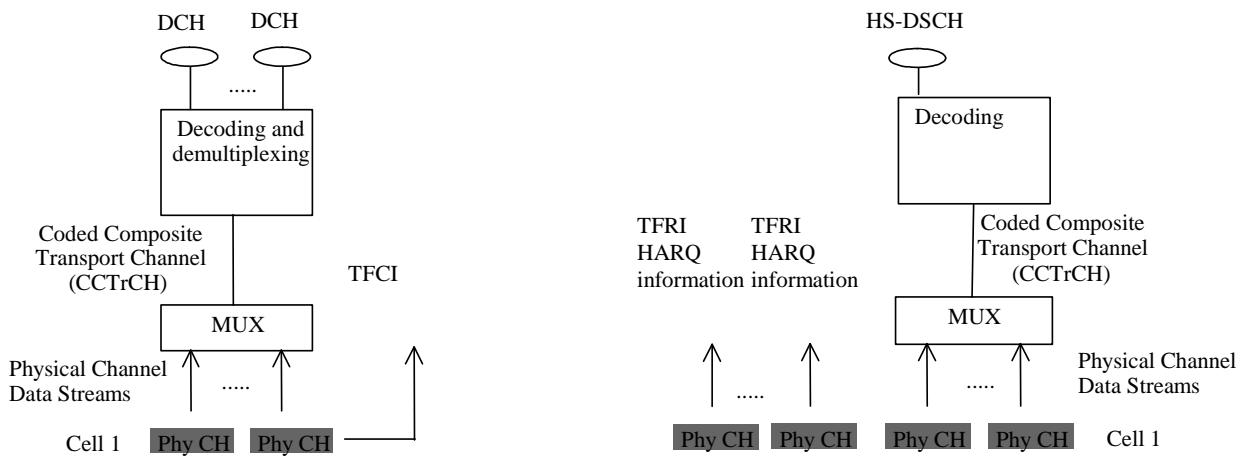 DCH DCH
.....
Decoding and
demultiplexing
Coded Composite
Transport Channel
(CCTrCH)
TFCI
MUX
Physical Channel
Data Streams
.....
Cell 1 Phy CH Phy CH
HS-DSCH
Decoding
TFRI TFRI
HARQ HARQ
information information
Coded Composite
Transport Channel
(CCTrCH)
MUX
Physical Channel
Data Streams
..... .....
Phy CH Phy CH Phy CH Phy CH Cell 1